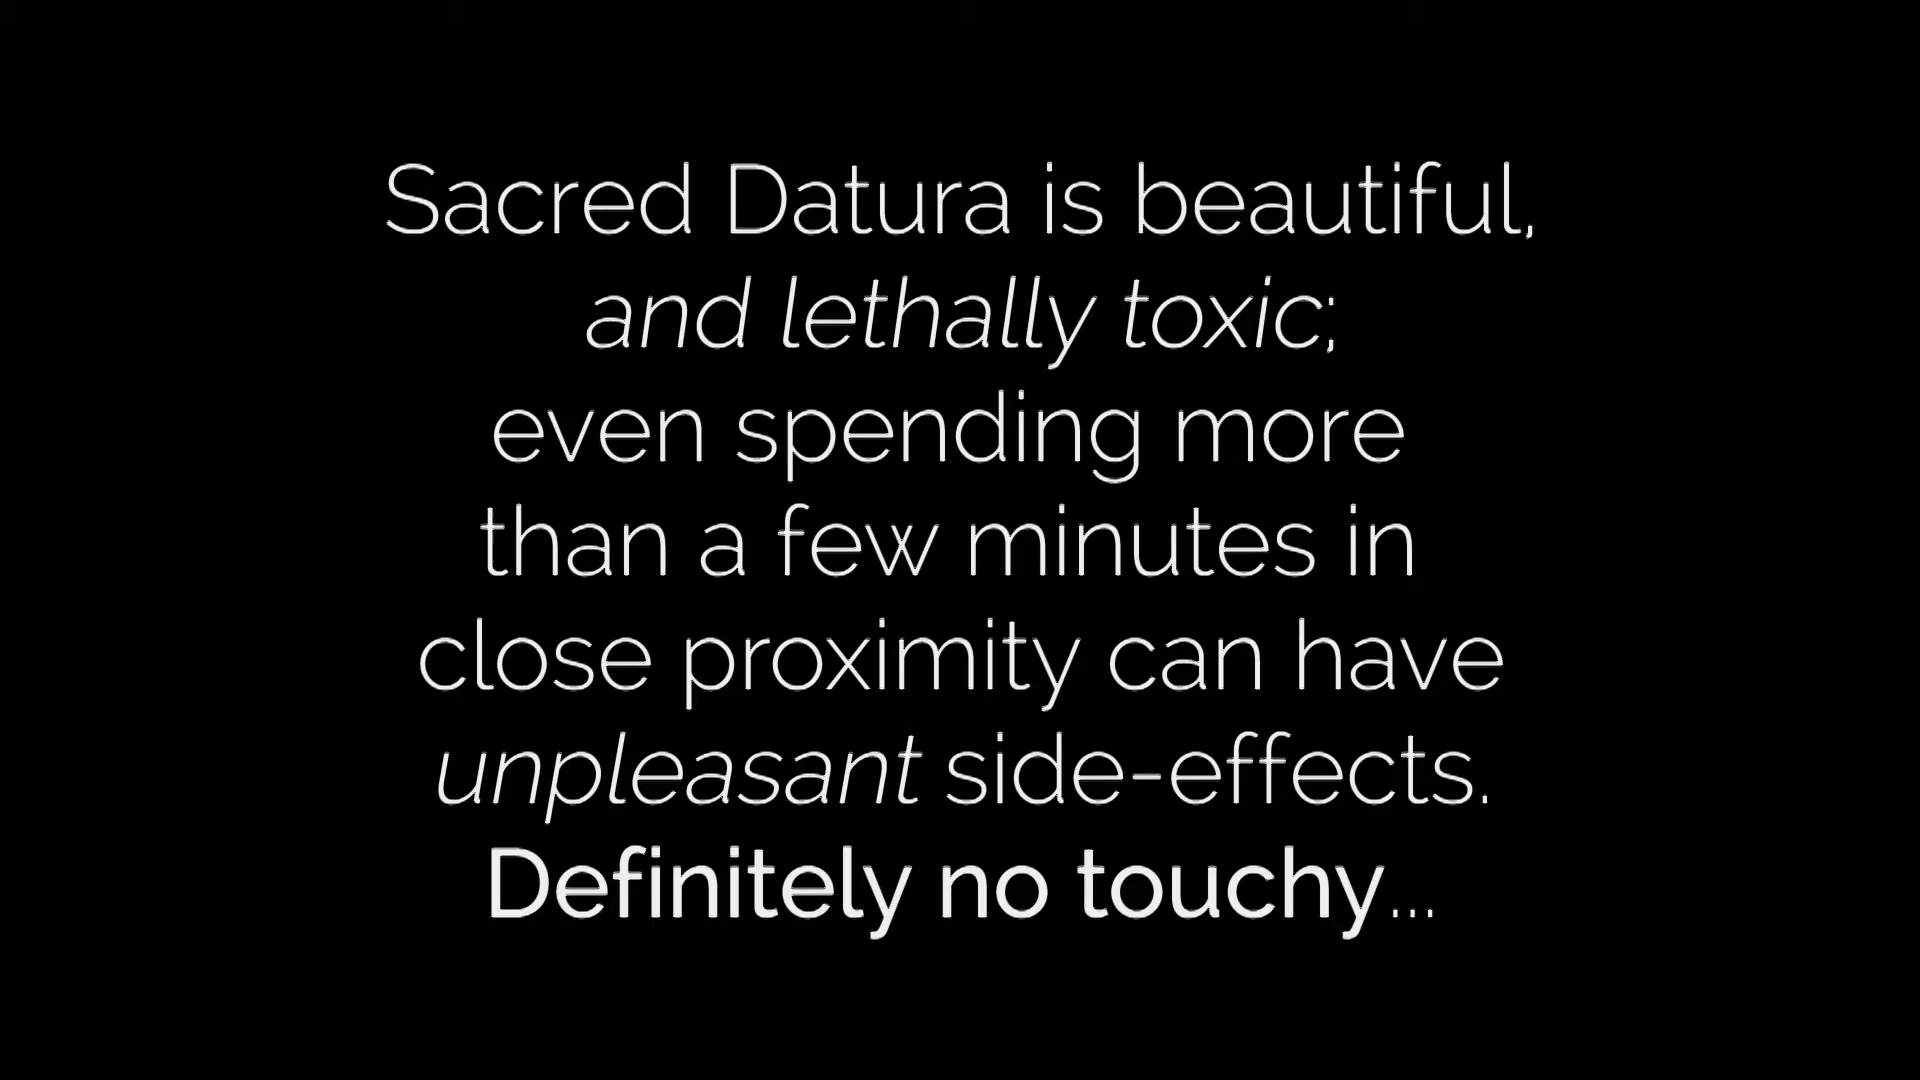 Sacred Datura is beautiful,
and lethally toxic;
even spending more
than a few minutes in
close proximity can have
unpleasant side-effects.
Definitely no touchy...